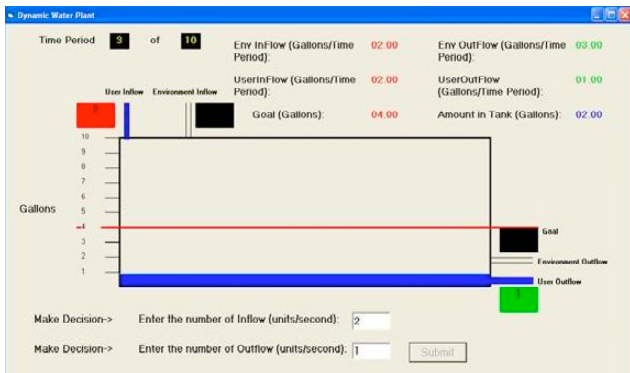 Dynamic Water Plant
Time Period 3 of 10
Env InFlow (Gallons/Time Period): 02.00
Env OutFlow (Gallons/Time Period): 03.00
UserInFlow (Gallons/Time Period): 02.00
UserOutFlow (Gallons/Time Period): 01.00
Goal (Gallons): 04.00
Amount in Tank (Gallons): 02.00
User Inflow
Environment Inflow
10
9
8
7
6
5
4
3
2
1
Gallons
Goal
Environment Outflow
User Outflow
Make Decision-> Enter the number of Inflow (units/second): 2
Make Decision-> Enter the number of Outflow (units/second): 1
Submit